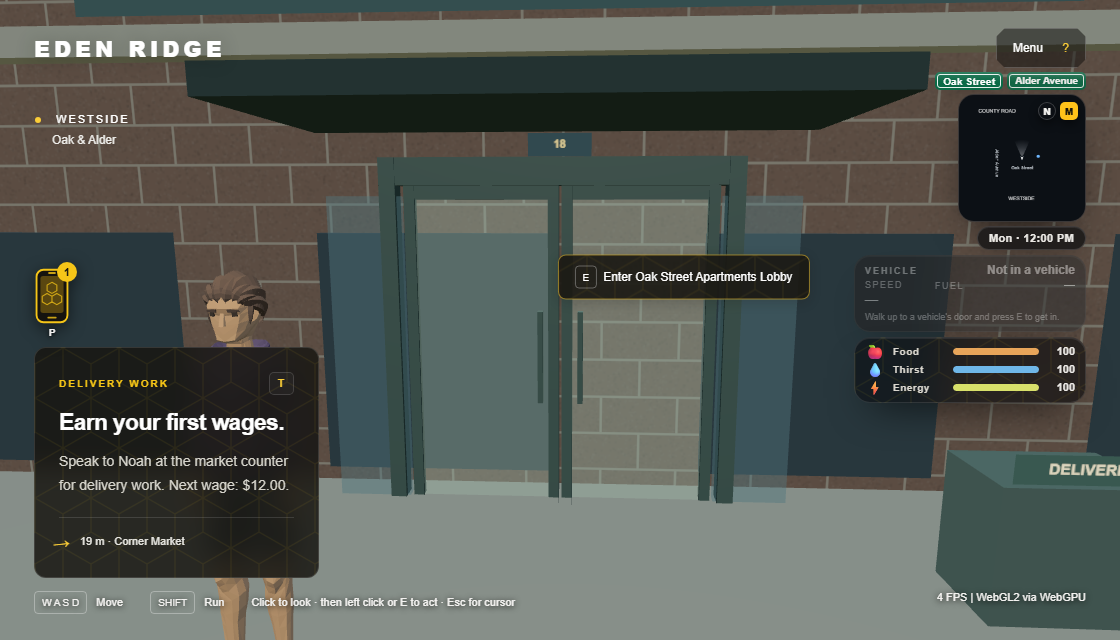 EDEN RIDGE
Menu ?
Oak Street Alder Avenue
WESTSIDE
Oak & Alder
COUNTY ROAD N M
Oak Street
WESTSIDE
18
Mon · 12:00 PM
E Enter Oak Street Apartments Lobby
VEHICLE Not in a vehicle
SPEED — FUEL —
Walk up to a vehicle's door and press E to get in.
1
P
Food 100
Thirst 100
Energy 100
DELIVERY WORK T
Earn your first wages.
Speak to Noah at the market counter
for delivery work. Next wage: $12.00.
19 m · Corner Market
DELIVER
WASD Move SHIFT Run Click to look · then left click or E to act · Esc for cursor
4 FPS | WebGL2 via WebGPU